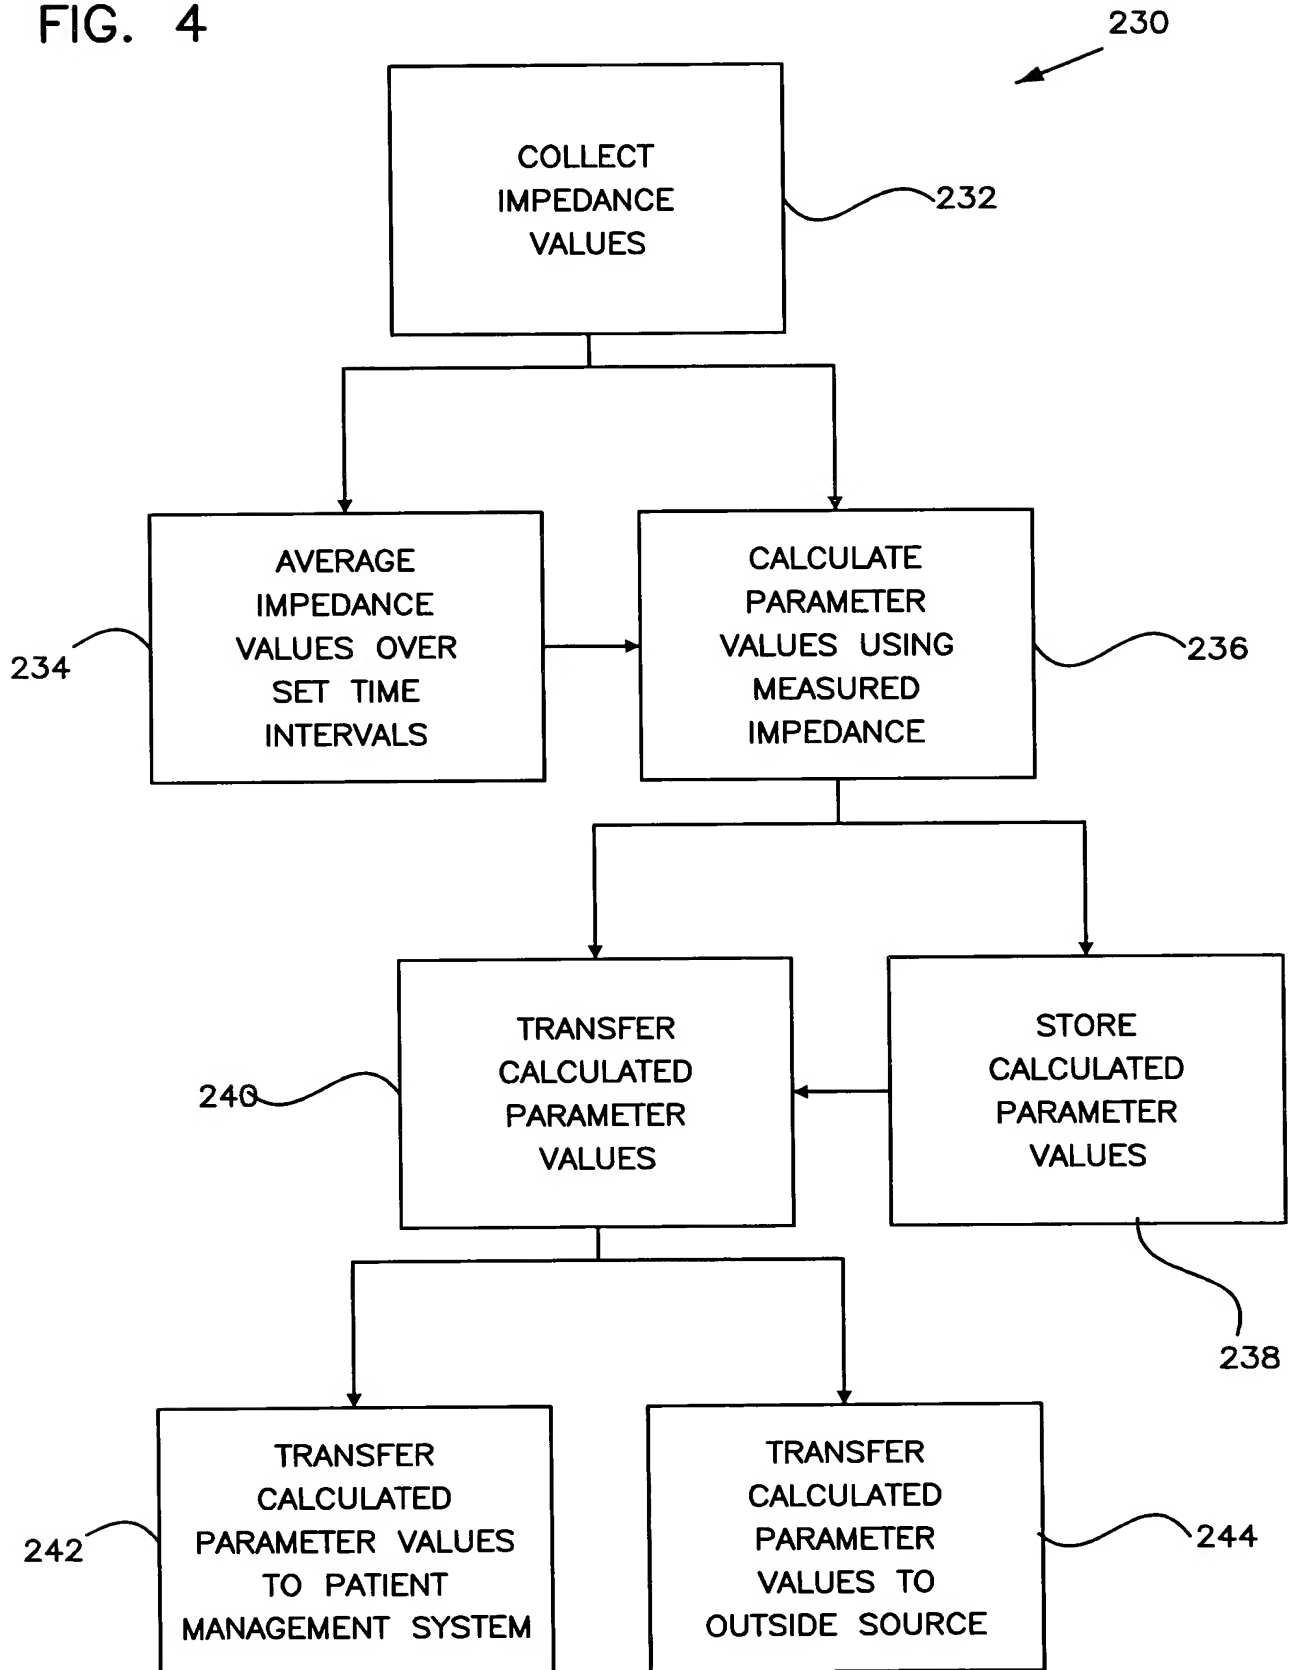 FIG. 4
230
COLLECT
IMPEDANCE
VALUES
232
AVERAGE
IMPEDANCE
VALUES OVER
SET TIME
INTERVALS
234
CALCULATE
PARAMETER
VALUES USING
MEASURED
IMPEDANCE
236
TRANSFER
CALCULATED
PARAMETER
VALUES
240
STORE
CALCULATED
PARAMETER
VALUES
238
TRANSFER
CALCULATED
PARAMETER VALUES
TO PATIENT
MANAGEMENT SYSTEM
242
TRANSFER
CALCULATED
PARAMETER
VALUES TO
OUTSIDE SOURCE
244